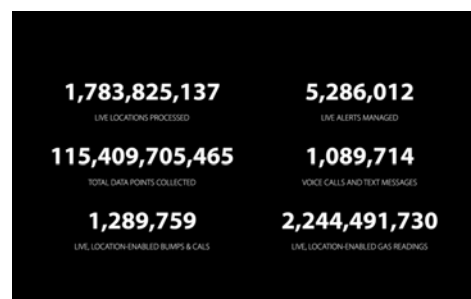 1,783,825,137
LIVE LOCATIONS PROCESSED
5,286,012
LIVE ALERTS MANAGED
115,409,705,465
TOTAL DATA POINTS COLLECTED
1,089,714
VOICE CALLS AND TEXT MESSAGES
1,289,759
LIVE, LOCATION-ENABLED BUMPS & CALS
2,244,491,730
LIVE, LOCATION-ENABLED GAS READINGS